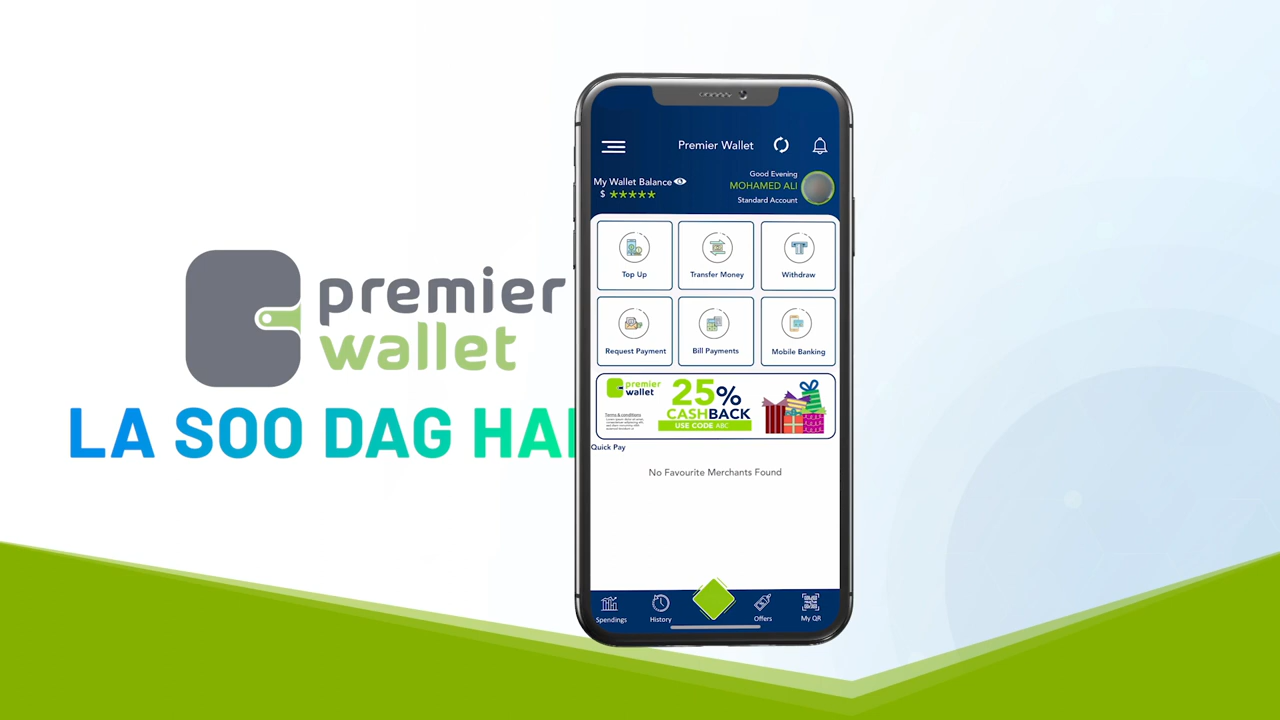 premier
wallet
LA SOO DAG HA
Premier Wallet
Good Evening
My Wallet Balance
MOHAMED ALI
$ *****
Standard Account
Top Up
Transfer Money
Withdraw
Request Payment
Bill Payments
Mobile Banking
premier
wallet
25%
CASHBACK
USE CODE ABC
Terms & conditions
Quick Pay
No Favourite Merchants Found
Spendings
History
Offers
My QR